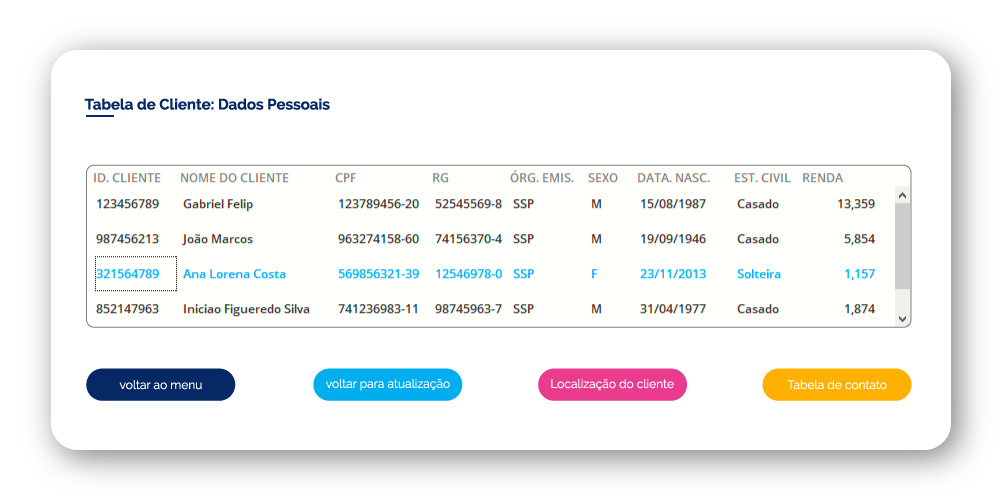 Tabela de Cliente: Dados Pessoais
ID. CLIENTE NOME DO CLIENTE CPF RG ÓRG. EMIS. SEXO DATA. NASC. EST. CIVIL RENDA
123456789 Gabriel Felip 123789456-20 52545569-8 SSP M 15/08/1987 Casado 13,359
987456213 João Marcos 963274158-60 74156370-4 SSP M 19/09/1946 Casado 5,854
321564789 Ana Lorena Costa 569856321-39 12546978-0 SSP F 23/11/2013 Solteira 1,157
852147963 Iniciao Figueredo Silva 741236983-11 98745963-7 SSP M 31/04/1977 Casado 1,874
voltar ao menu voltar para atualização Localização do cliente Tabela de contato